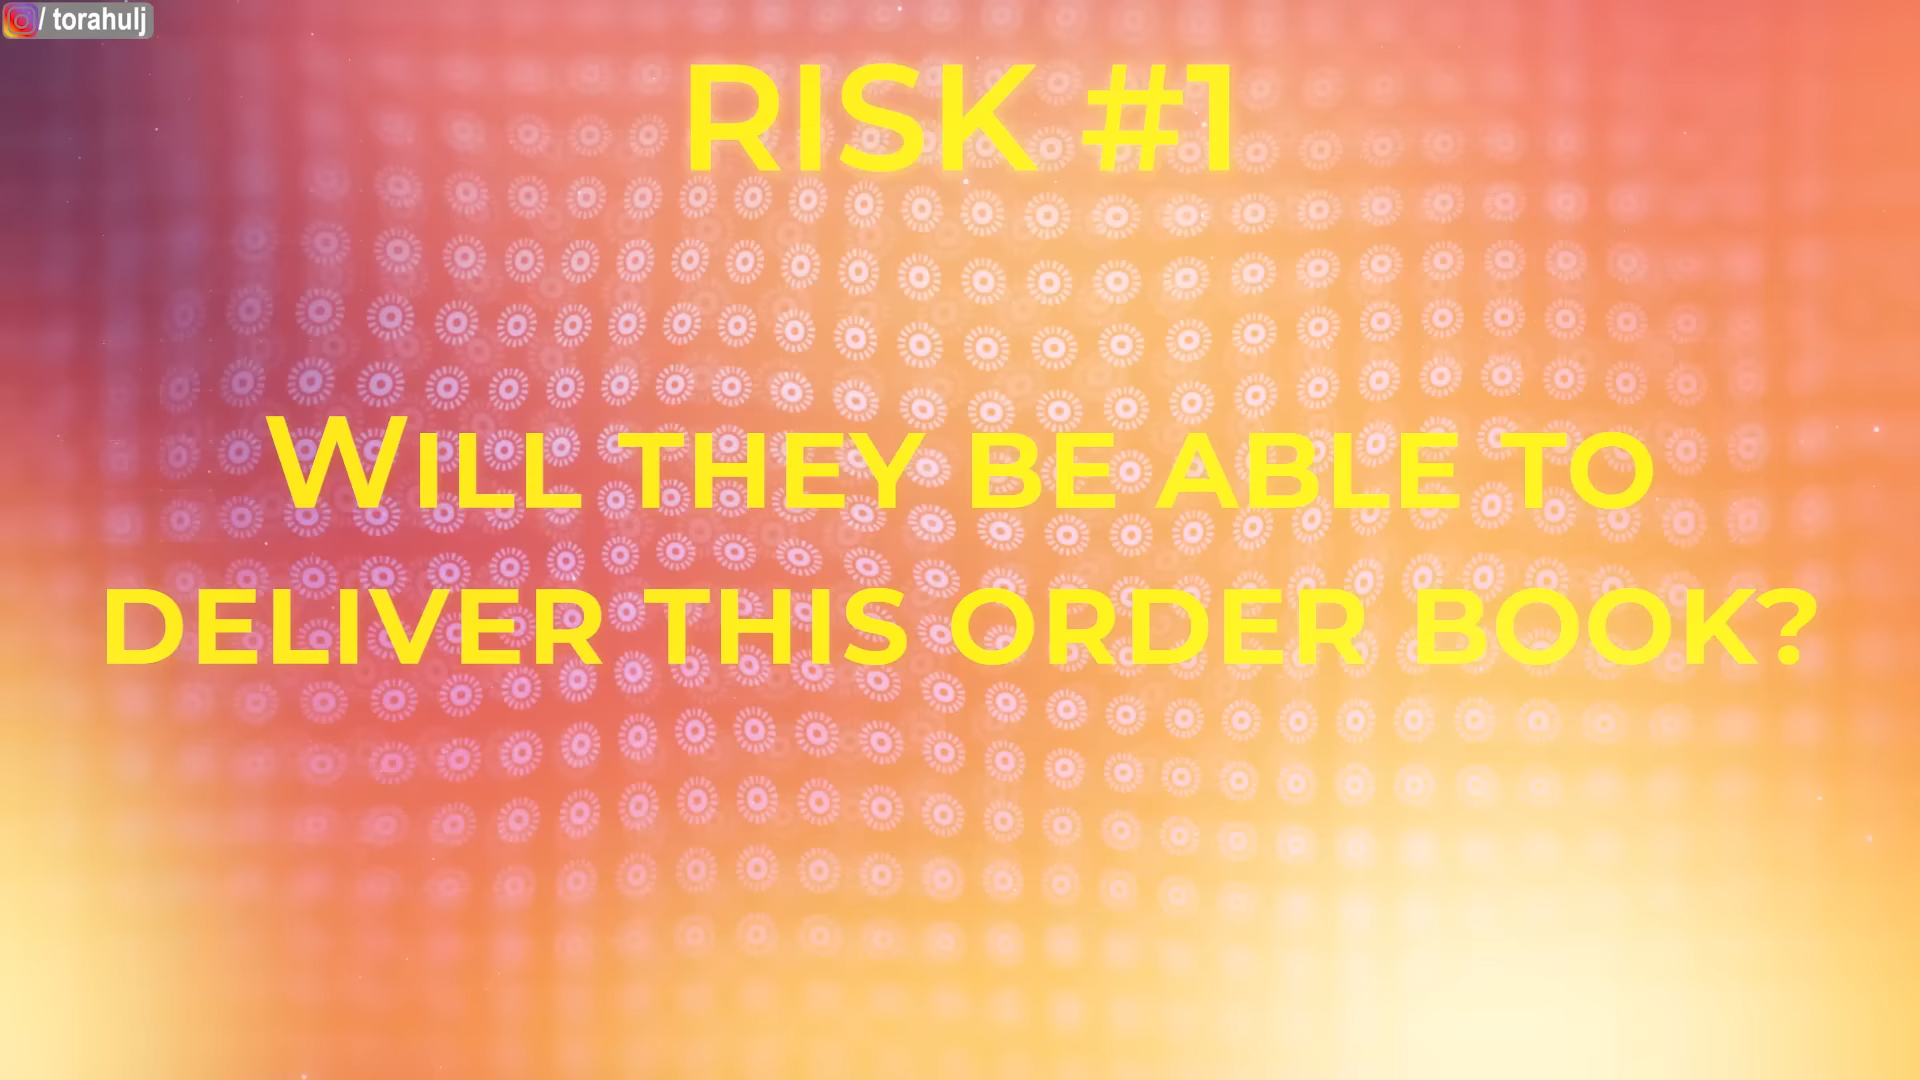 / torahulj
RISK #1
Will they be able to
deliver this order book?